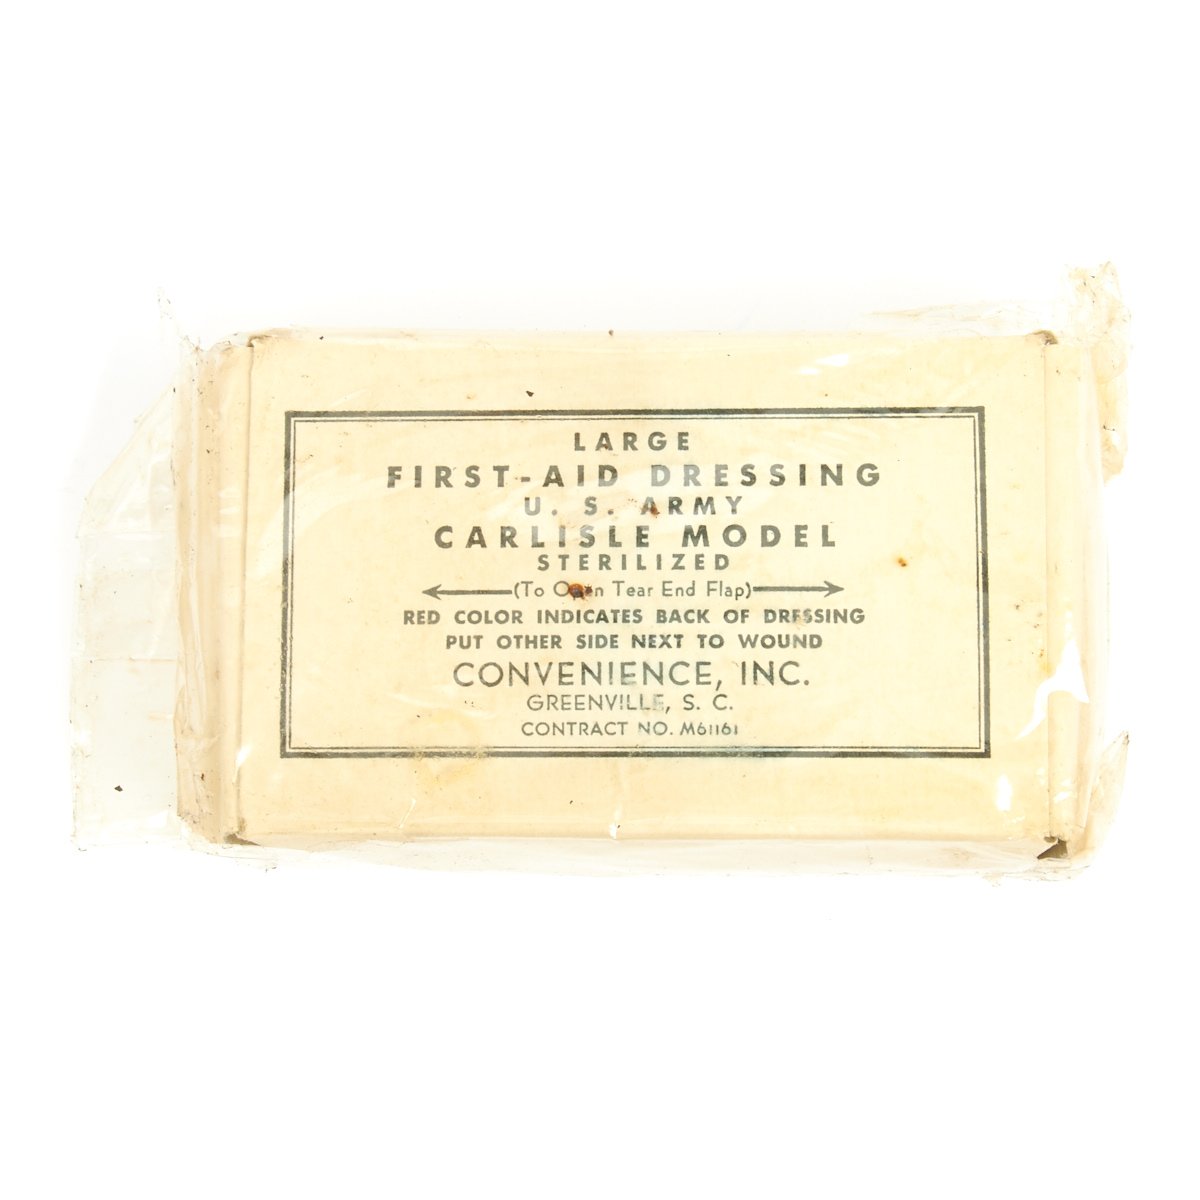 LARGE
FIRST-AID DRESSING
U. S. ARMY
CARLISLE MODEL
STERILIZED
(To Open Tear End Flap)
RED COLOR INDICATES BACK OF DRESSING
PUT OTHER SIDE NEXT TO WOUND
CONVENIENCE, INC.
GREENVILLE, S. C.
CONTRACT NO. M61161